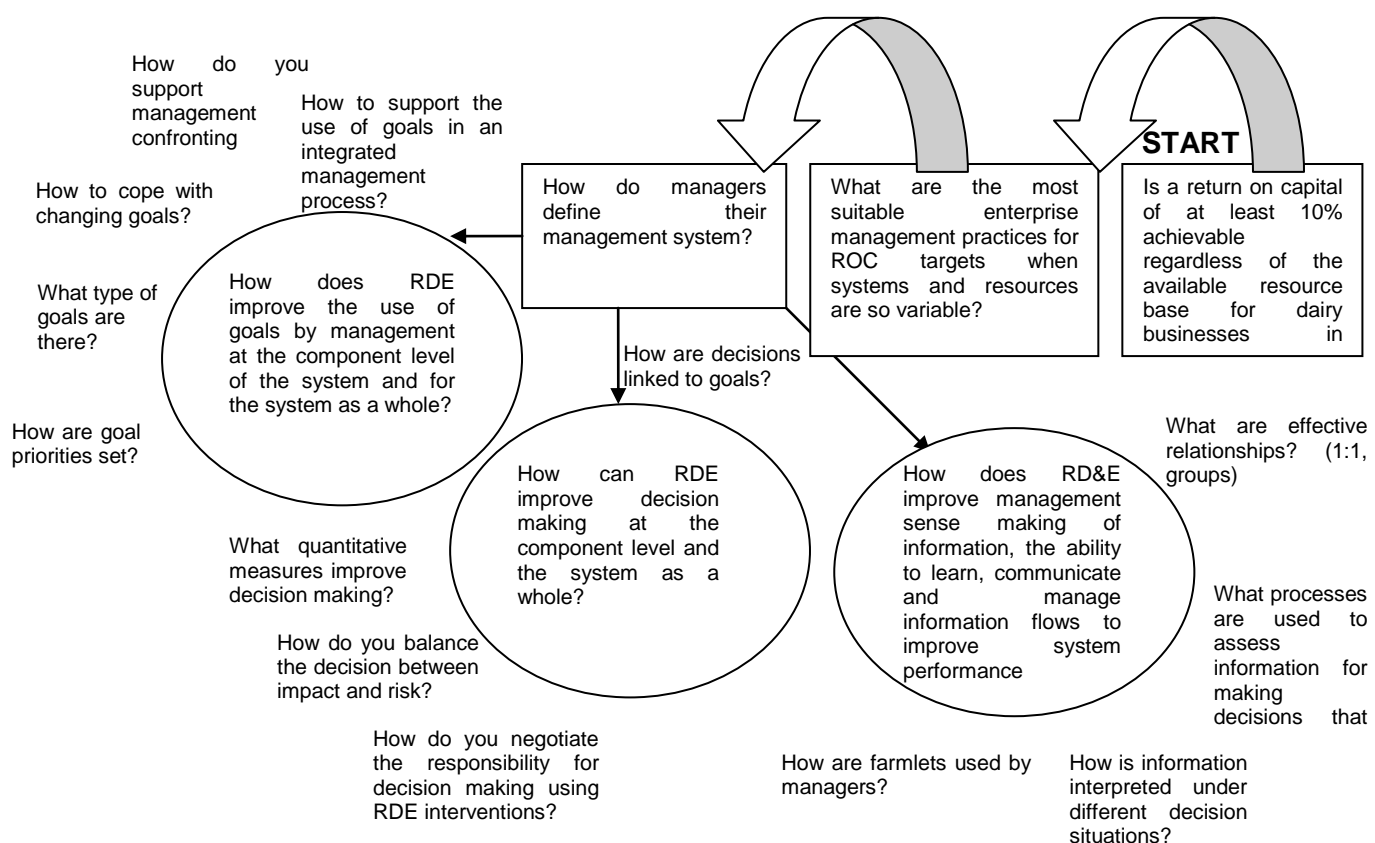 How do you
support
management
confronting
How to support the
use of goals in an
integrated
management
process?
How to cope with
changing goals?
What type of
goals are
there?
How are goal
priorities set?
START
Is a return on capital
of at least 10%
achievable
regardless of the
available resource
base for dairy
businesses in
What are the most
suitable enterprise
management practices for
ROC targets when
systems and resources
are so variable?
How do managers
define their
management system?
How does RDE
improve the use of
goals by management
at the component level
of the system and for
the system as a whole?
How are decisions
linked to goals?
How can RDE
improve decision
making at the
component level and
the system as a
whole?
What quantitative
measures improve
decision making?
How do you balance
the decision between
impact and risk?
How do you negotiate
the responsibility for
decision making using
RDE interventions?
How does RD&E
improve management
sense making of
information, the ability
to learn, communicate
and manage
information flows to
improve system
performance
What are effective
relationships? (1:1,
groups)
What processes
are used to
assess
information for
making
decisions that
How are farmlets used by
managers?
How is information
interpreted under
different decision
situations?